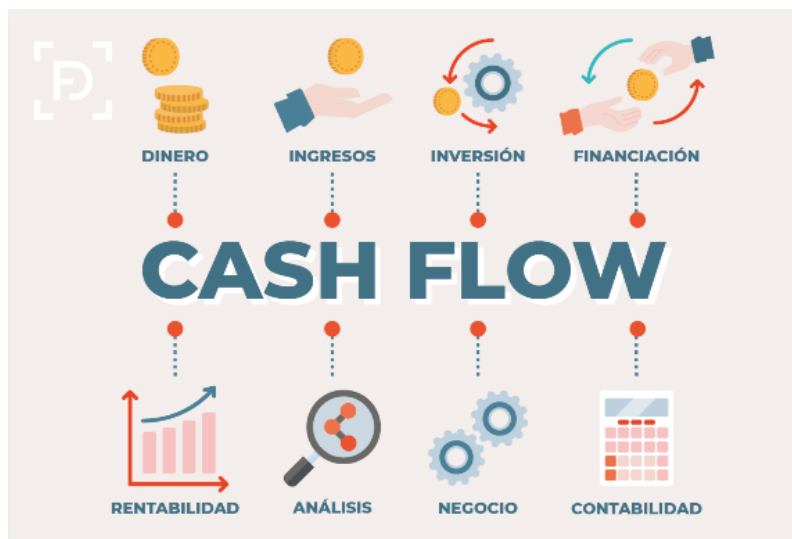 DINERO INGRESOS INVERSIÓN FINANCIACIÓN
CASH FLOW
RENTABILIDAD ANÁLISIS NEGOCIO CONTABILIDAD